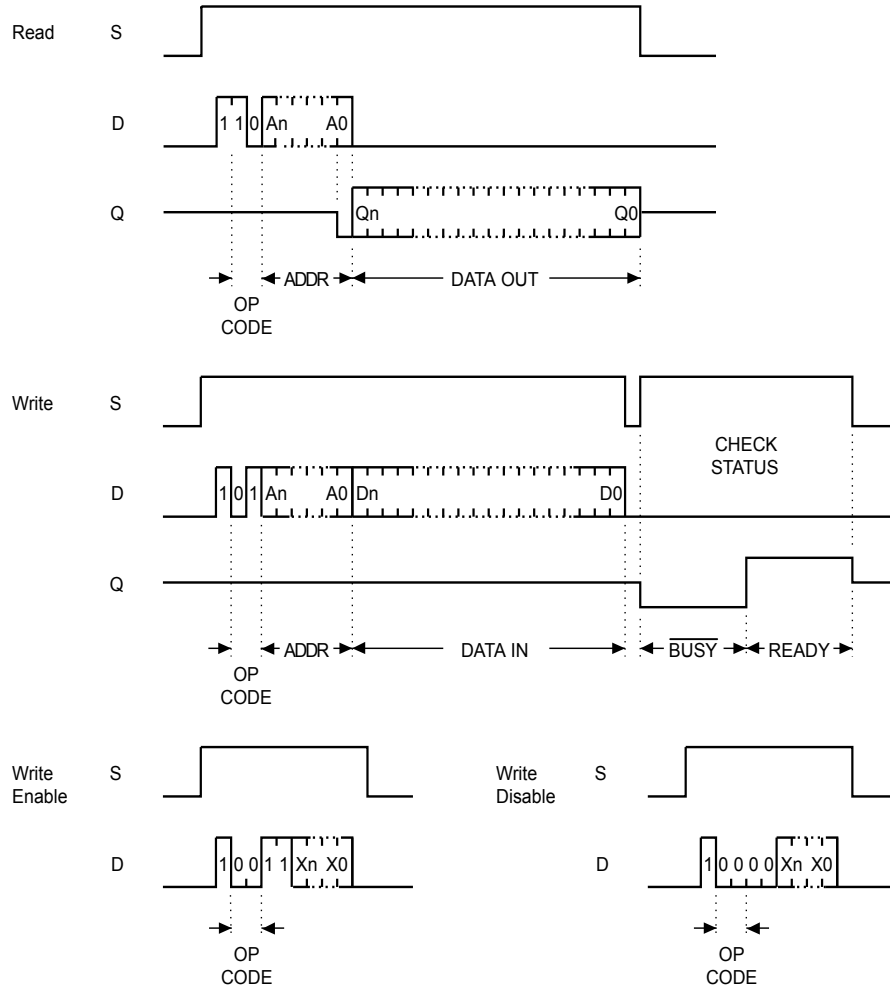 Read S
D 1 1 0 An A0
Q Qn Q0
ADDR DATA OUT
OP
CODE
Write S
CHECK
STATUS
D 1 0 1 An A0 Dn D0
Q
ADDR DATA IN BUSY READY
OP
CODE
Write
Enable
S
D 1 0 0 1 1 Xn X0
OP
CODE
Write
Disable
S
D 1 0 0 0 0 Xn X0
OP
CODE